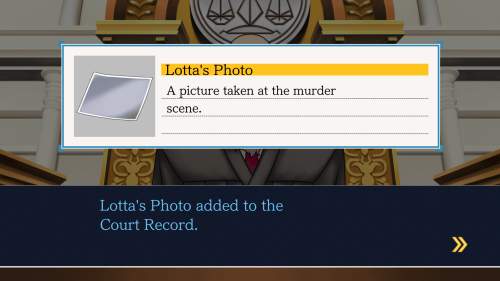 Lotta's Photo
A picture taken at the murder
scene.
Lotta's Photo added to the
Court Record.